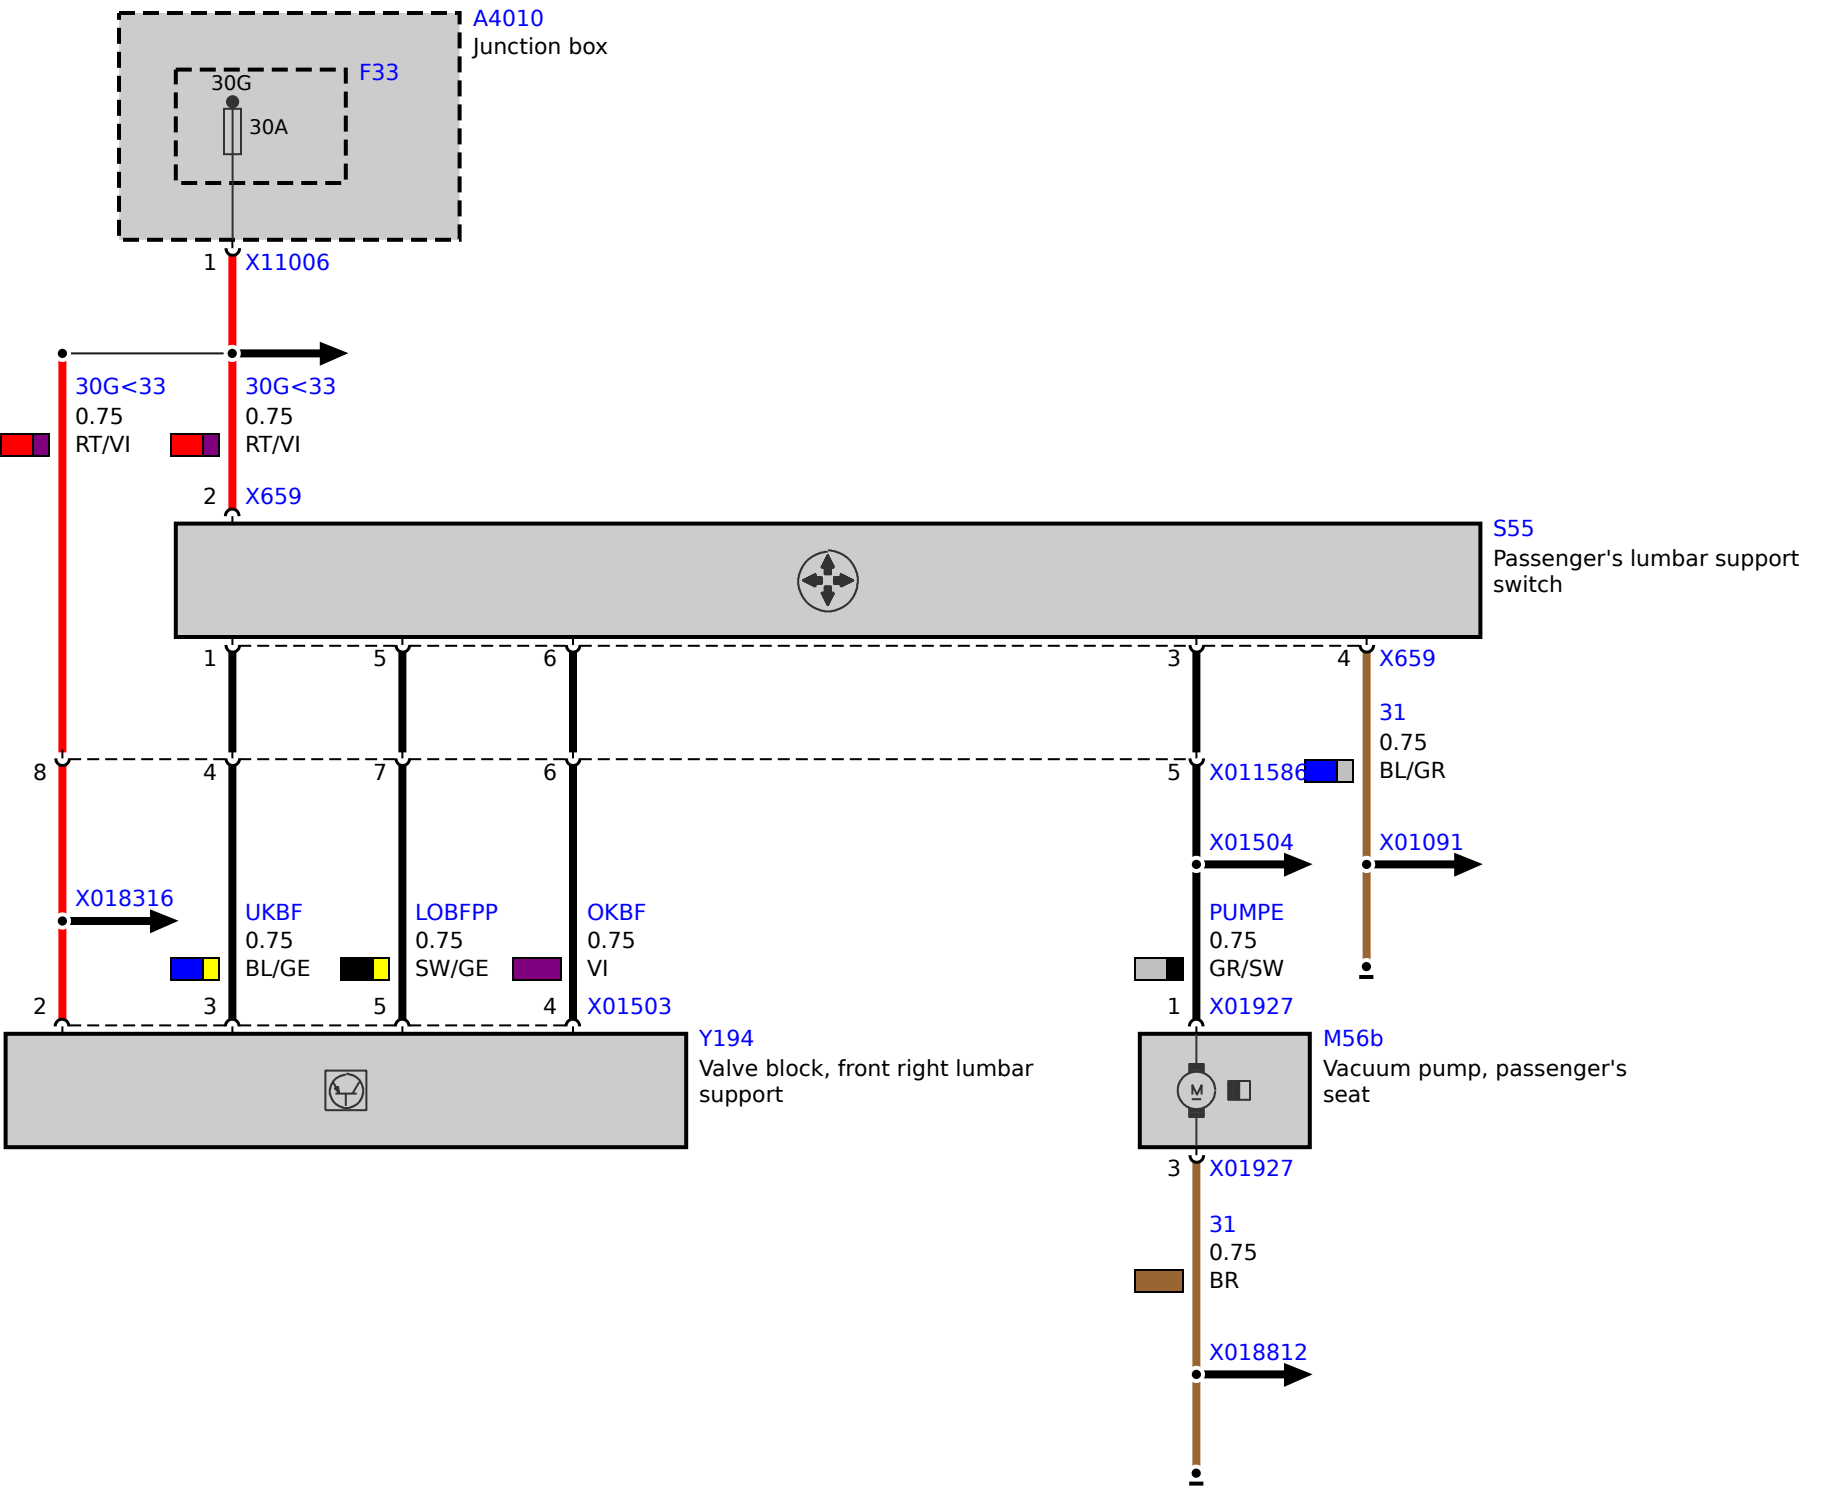 A4010
Junction box
F33
30G
30A
1 X11006
30G<33 30G<33
0.75 0.75
RT/VI RT/VI
2 X659
S55
Passenger's lumbar support
switch
1 5 6 3 4 X659
31
0.75
BL/GR
8 4 7 6 5 X011586
X01504 X01091
X018316
UKBF LOBFPP OKBF PUMPE
0.75 0.75 0.75 0.75
BL/GE SW/GE VI GR/SW
2 3 5 4 X01503 1 X01927
Y194
Valve block, front right lumbar
support
M56b
Vacuum pump, passenger's
seat
M
3 X01927
31
0.75
BR
X018812